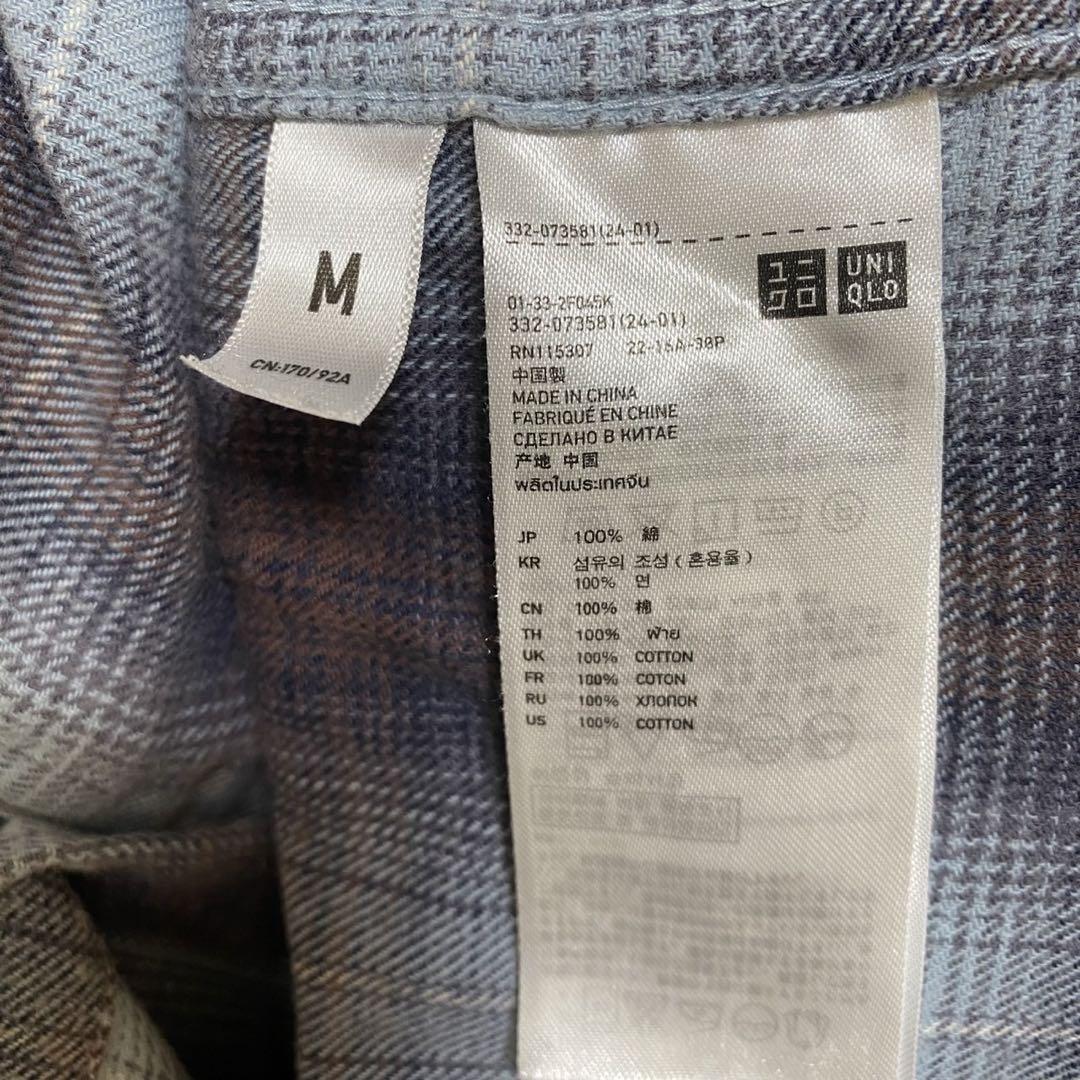 M
CN:170/92A
332-073581(24-01)
ユニ
クロ
UNI
QLO
01-33-2F045K
332-073581(24-01)
RN115307 22-16A-38P
中国製
MADE IN CHINA
FABRIQUÉ EN CHINE
СДЕЛАНО В КИТАЕ
产地 中国
ผลิตในประเทศจีน
JP 100% 綿
KR 섬유의 조성 ( 혼용율 )
100% 면
CN 100% 棉
TH 100% ฝ้าย
UK 100% COTTON
FR 100% COTON
RU 100% ХЛОПОК
US 100% COTTON